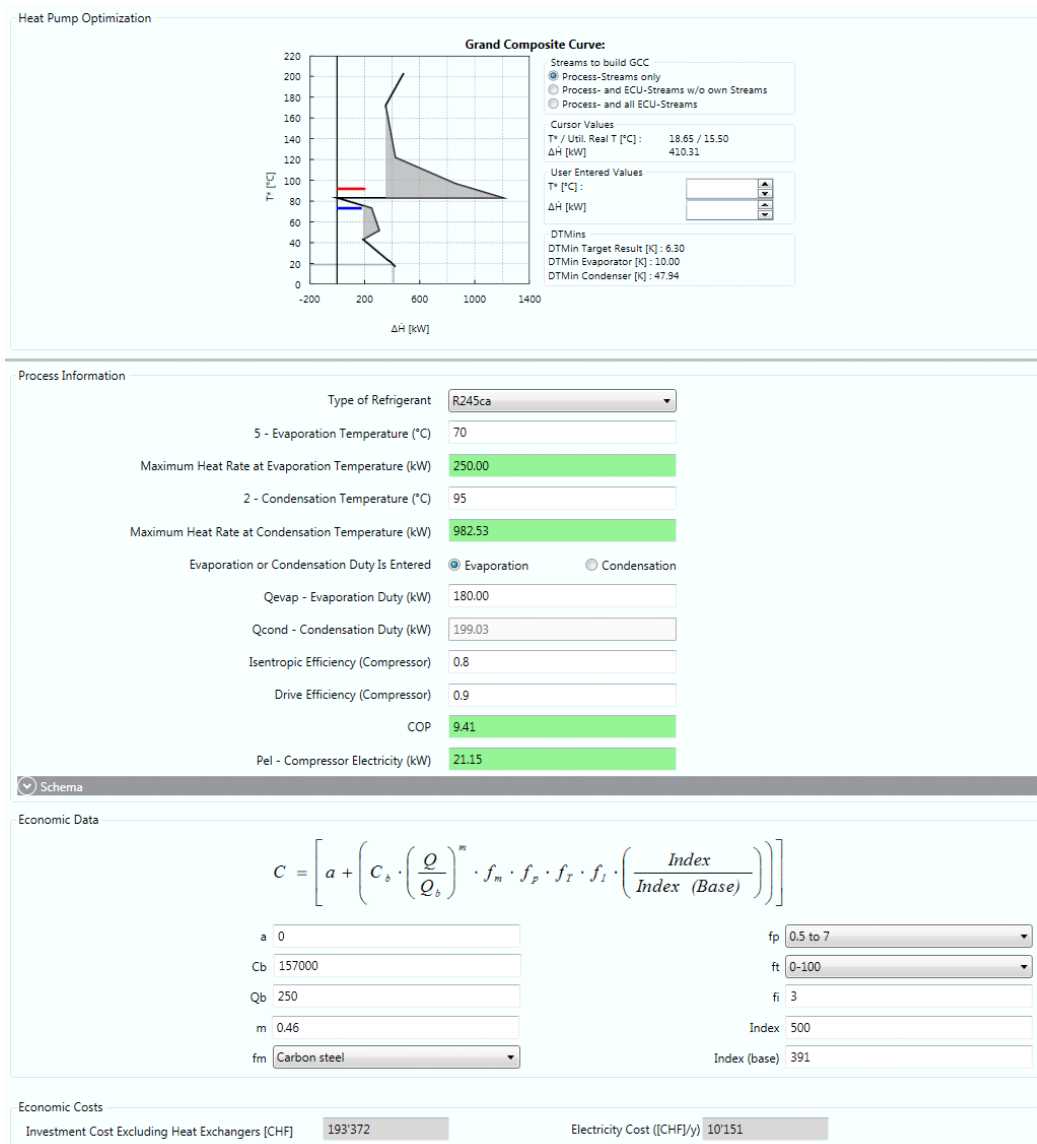 Heat Pump Optimization
Grand Composite Curve:
220
200
180
160
140
120
100
80
60
40
20
0
T* [°C]
-200 200 600 1000 1400
ΔḢ [kW]
Streams to build GCC
Process-Streams only
Process- and ECU-Streams w/o own Streams
Process- and all ECU-Streams
Cursor Values
T* / Util. Real T [°C] : 18.65 / 15.50
ΔḢ [kW] 410.31
User Entered Values
T* [°C] :
ΔḢ [kW]
DTMins
DTMin Target Result [K] : 6.30
DTMin Evaporator [K] : 10.00
DTMin Condenser [K] : 47.94
Process Information
Type of Refrigerant R245ca
5 - Evaporation Temperature (°C) 70
Maximum Heat Rate at Evaporation Temperature (kW) 250.00
2 - Condensation Temperature (°C) 95
Maximum Heat Rate at Condensation Temperature (kW) 982.53
Evaporation or Condensation Duty Is Entered Evaporation Condensation
Qevap - Evaporation Duty (kW) 180.00
Qcond - Condensation Duty (kW) 199.03
Isentropic Efficiency (Compressor) 0.8
Drive Efficiency (Compressor) 0.9
COP 9.41
Pel - Compressor Electricity (kW) 21.15
Schema
Economic Data
C = [ a + ( C_b · ( Q / Q_b )^m · f_m · f_p · f_T · f_I · ( Index / Index (Base) ) ) ]
a 0 fp 0.5 to 7
Cb 157000 ft 0-100
Qb 250 fi 3
m 0.46 Index 500
fm Carbon steel Index (base) 391
Economic Costs
Investment Cost Excluding Heat Exchangers [CHF] 193'372 Electricity Cost ([CHF]/y) 10'151